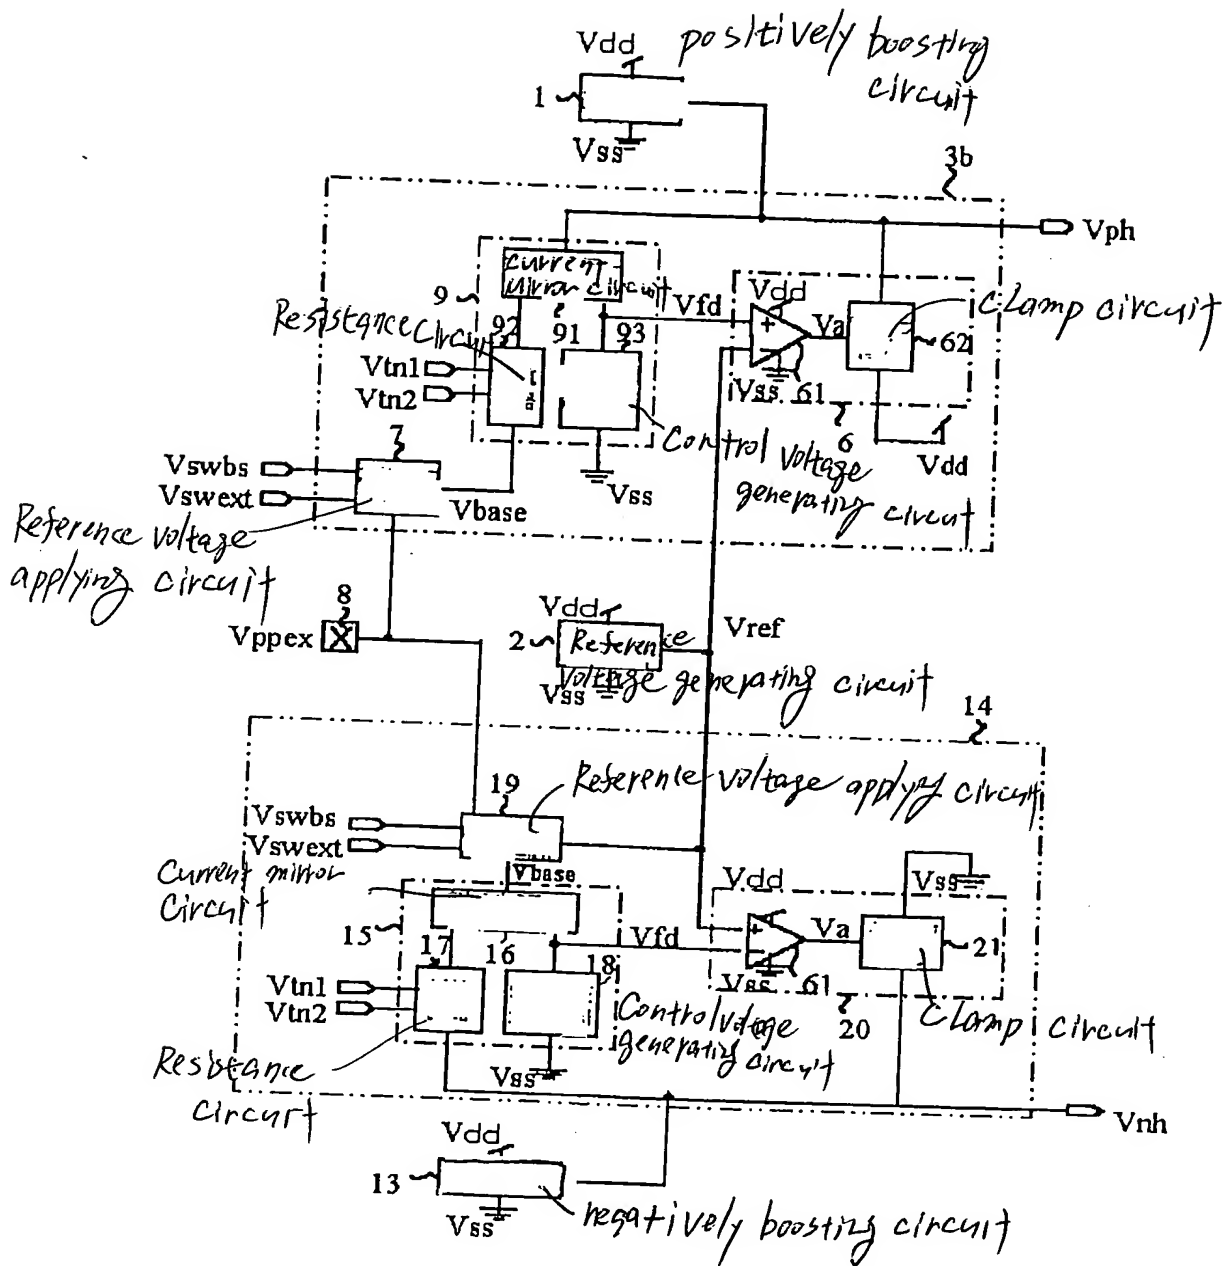 Vdd
positively boosting
circuit
1
Vss
3b
Vph
current
mirror circuit
9
Vfd
Vdd
Va
clamp circuit
Resistance
Circuit
92
91
93
62
Vtn1
Vtn2
Vss
61
6
Vdd
7
Control voltage
generating circuit
Vswbs
Vswext
Vbase
Vss
Reference voltage
applying circuit
8
Vppex
Vdd
2
Reference
voltage generating circuit
Vss
Vref
14
19
Reference voltage applying circuit
Vswbs
Vswext
Vbase
Current mirror
circuit
Vdd
Vss
15
17
16
18
Vfd
Va
21
Vtn1
Vtn2
Vss
61
20
clamp circuit
Control voltage
generating circuit
Vss
Resistance
circuit
Vnh
Vdd
13
Vss
negatively boosting circuit